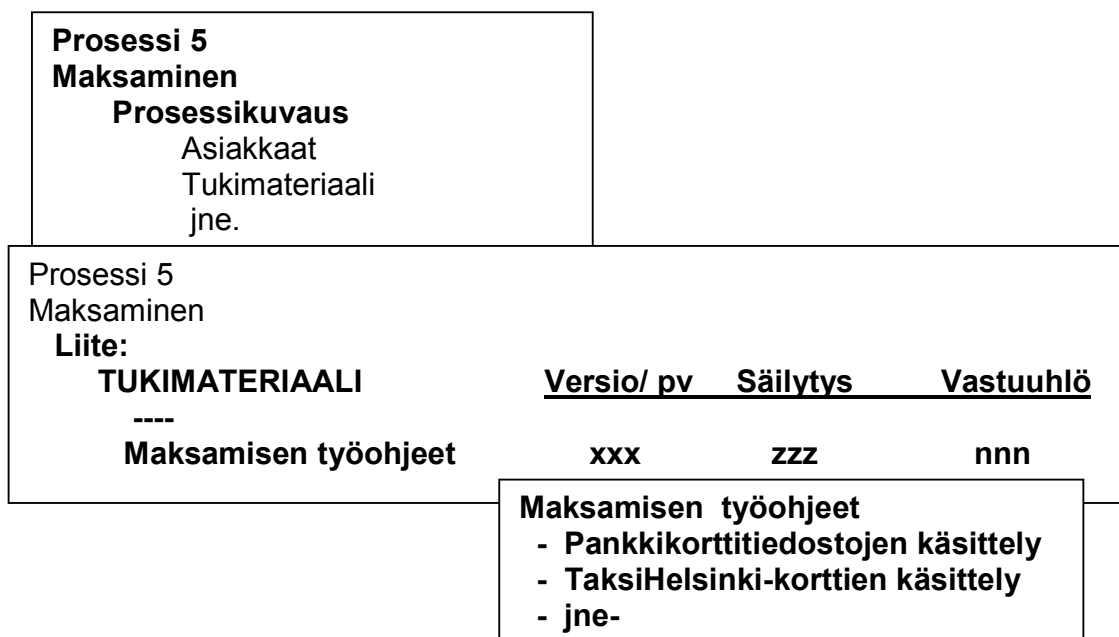 Prosessi 5
Maksaminen
Prosessikuvaus
Asiakkaat
Tukimateriaali
jne.
Prosessi 5
Maksaminen
Liite:
TUKIMATERIAALI Versio/ pv Säilytys Vastuuhlö
----
Maksamisen työohjeet xxx zzz nnn
Maksamisen työohjeet
- Pankkikorttitiedostojen käsittely
- TaksiHelsinki-korttien käsittely
- jne-